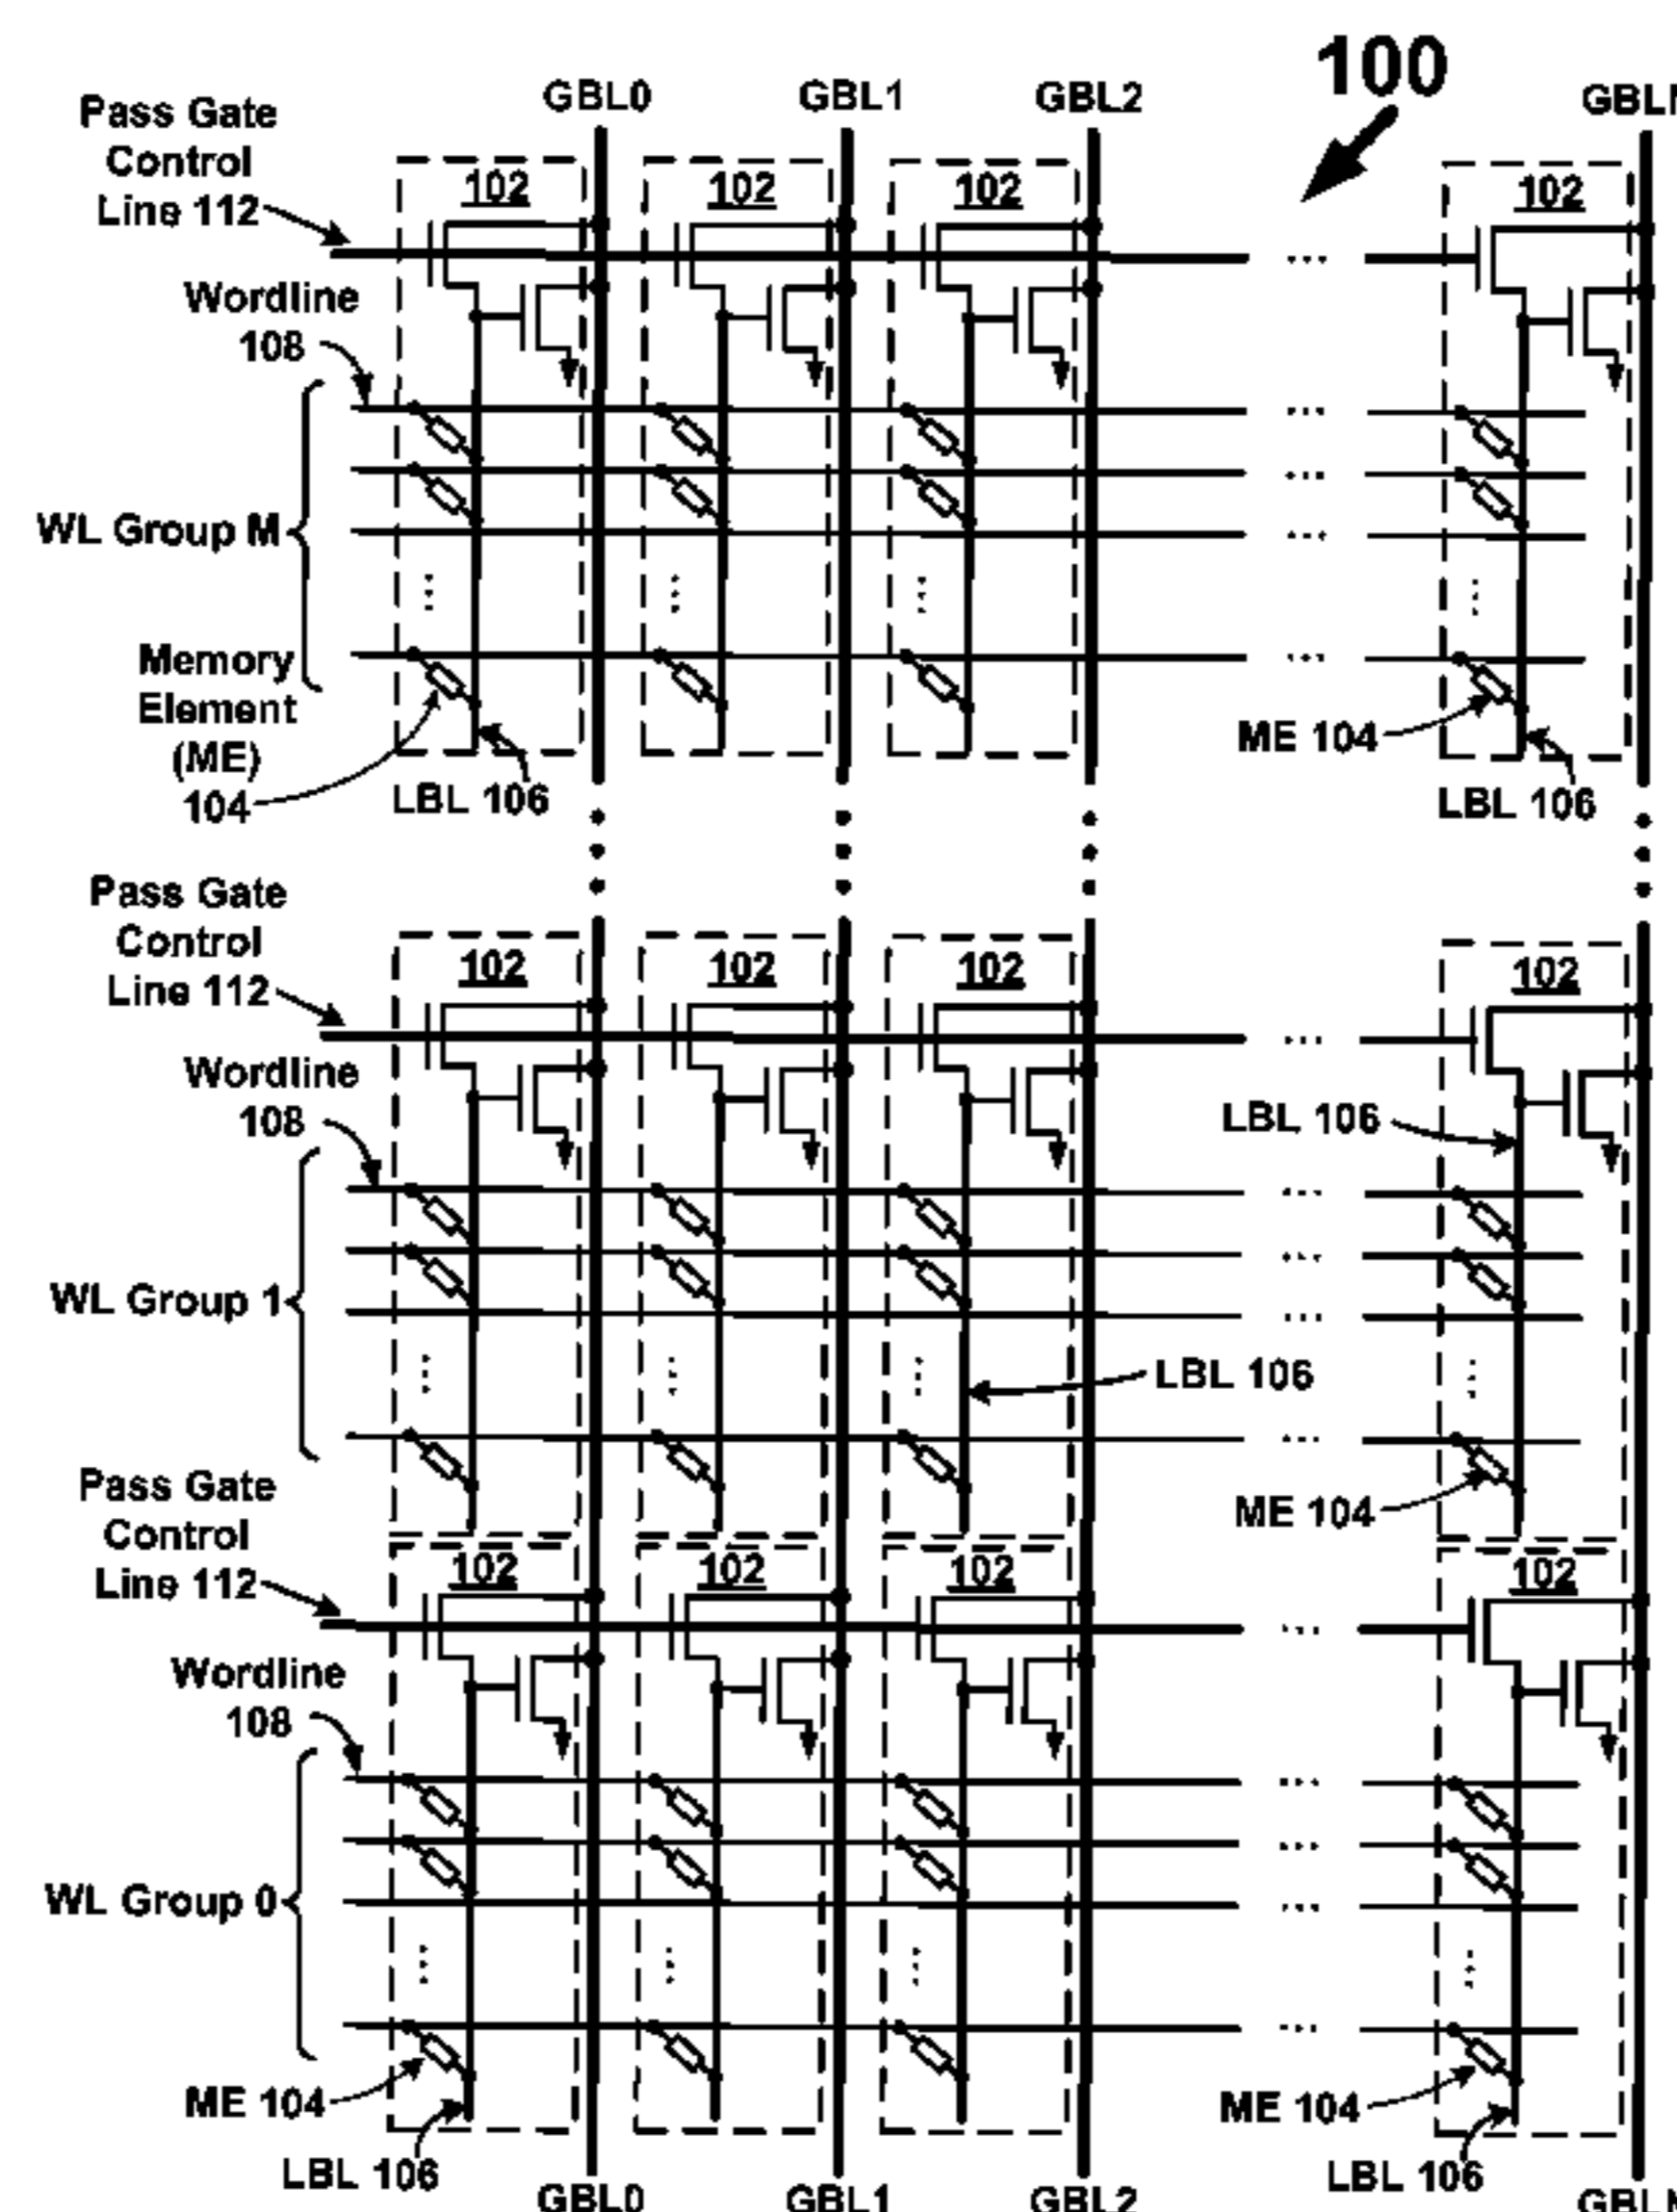 100
GBL0 GBL1 GBL2
Pass Gate
Control
Line 112
102 102 102 102
...
Wordline
108
...
...
WL Group M
...
...
Memory
Element
(ME)
104
LBL 106
ME 104
LBL 106
Pass Gate
Control
Line 112
102 102 102 102
...
Wordline
108
LBL 106
...
...
WL Group 1
...
LBL 106
...
ME 104
Pass Gate
Control
Line 112
102 102 102 102
...
Wordline
108
...
...
WL Group 0
...
...
ME 104
LBL 106
ME 104
LBL 106
GBL0 GBL1 GBL2